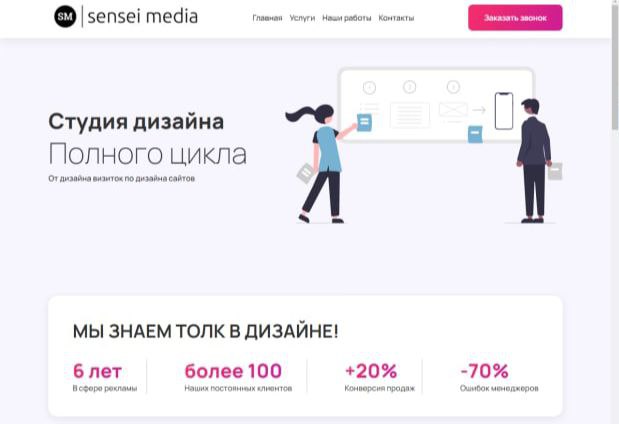 SM | sensei media
Главная Услуги Наши работы Контакты
Заказать звонок
Студия дизайна
Полного цикла
От дизайна визиток по дизайна сайтов
МЫ ЗНАЕМ ТОЛК В ДИЗАЙНЕ!
6 лет
В сфере рекламы
более 100
Наших постоянных клиентов
+20%
Конверсия продаж
-70%
Ошибок менеджеров